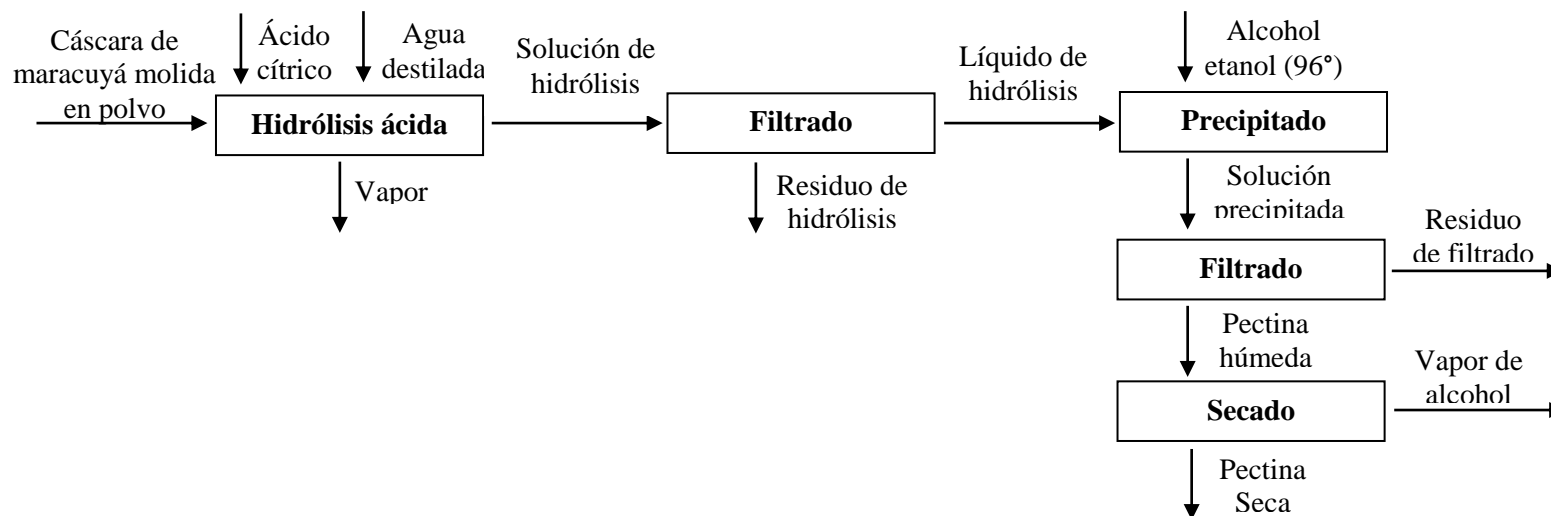 Cáscara de
maracuyá molida
en polvo
Ácido
cítrico
Agua
destilada
Hidrólisis ácida
Vapor
Solución de
hidrólisis
Filtrado
Residuo de
hidrólisis
Líquido de
hidrólisis
Alcohol
etanol (96°)
Precipitado
Solución
precipitada
Filtrado
Residuo
de filtrado
Pectina
húmeda
Secado
Vapor de
alcohol
Pectina
Seca